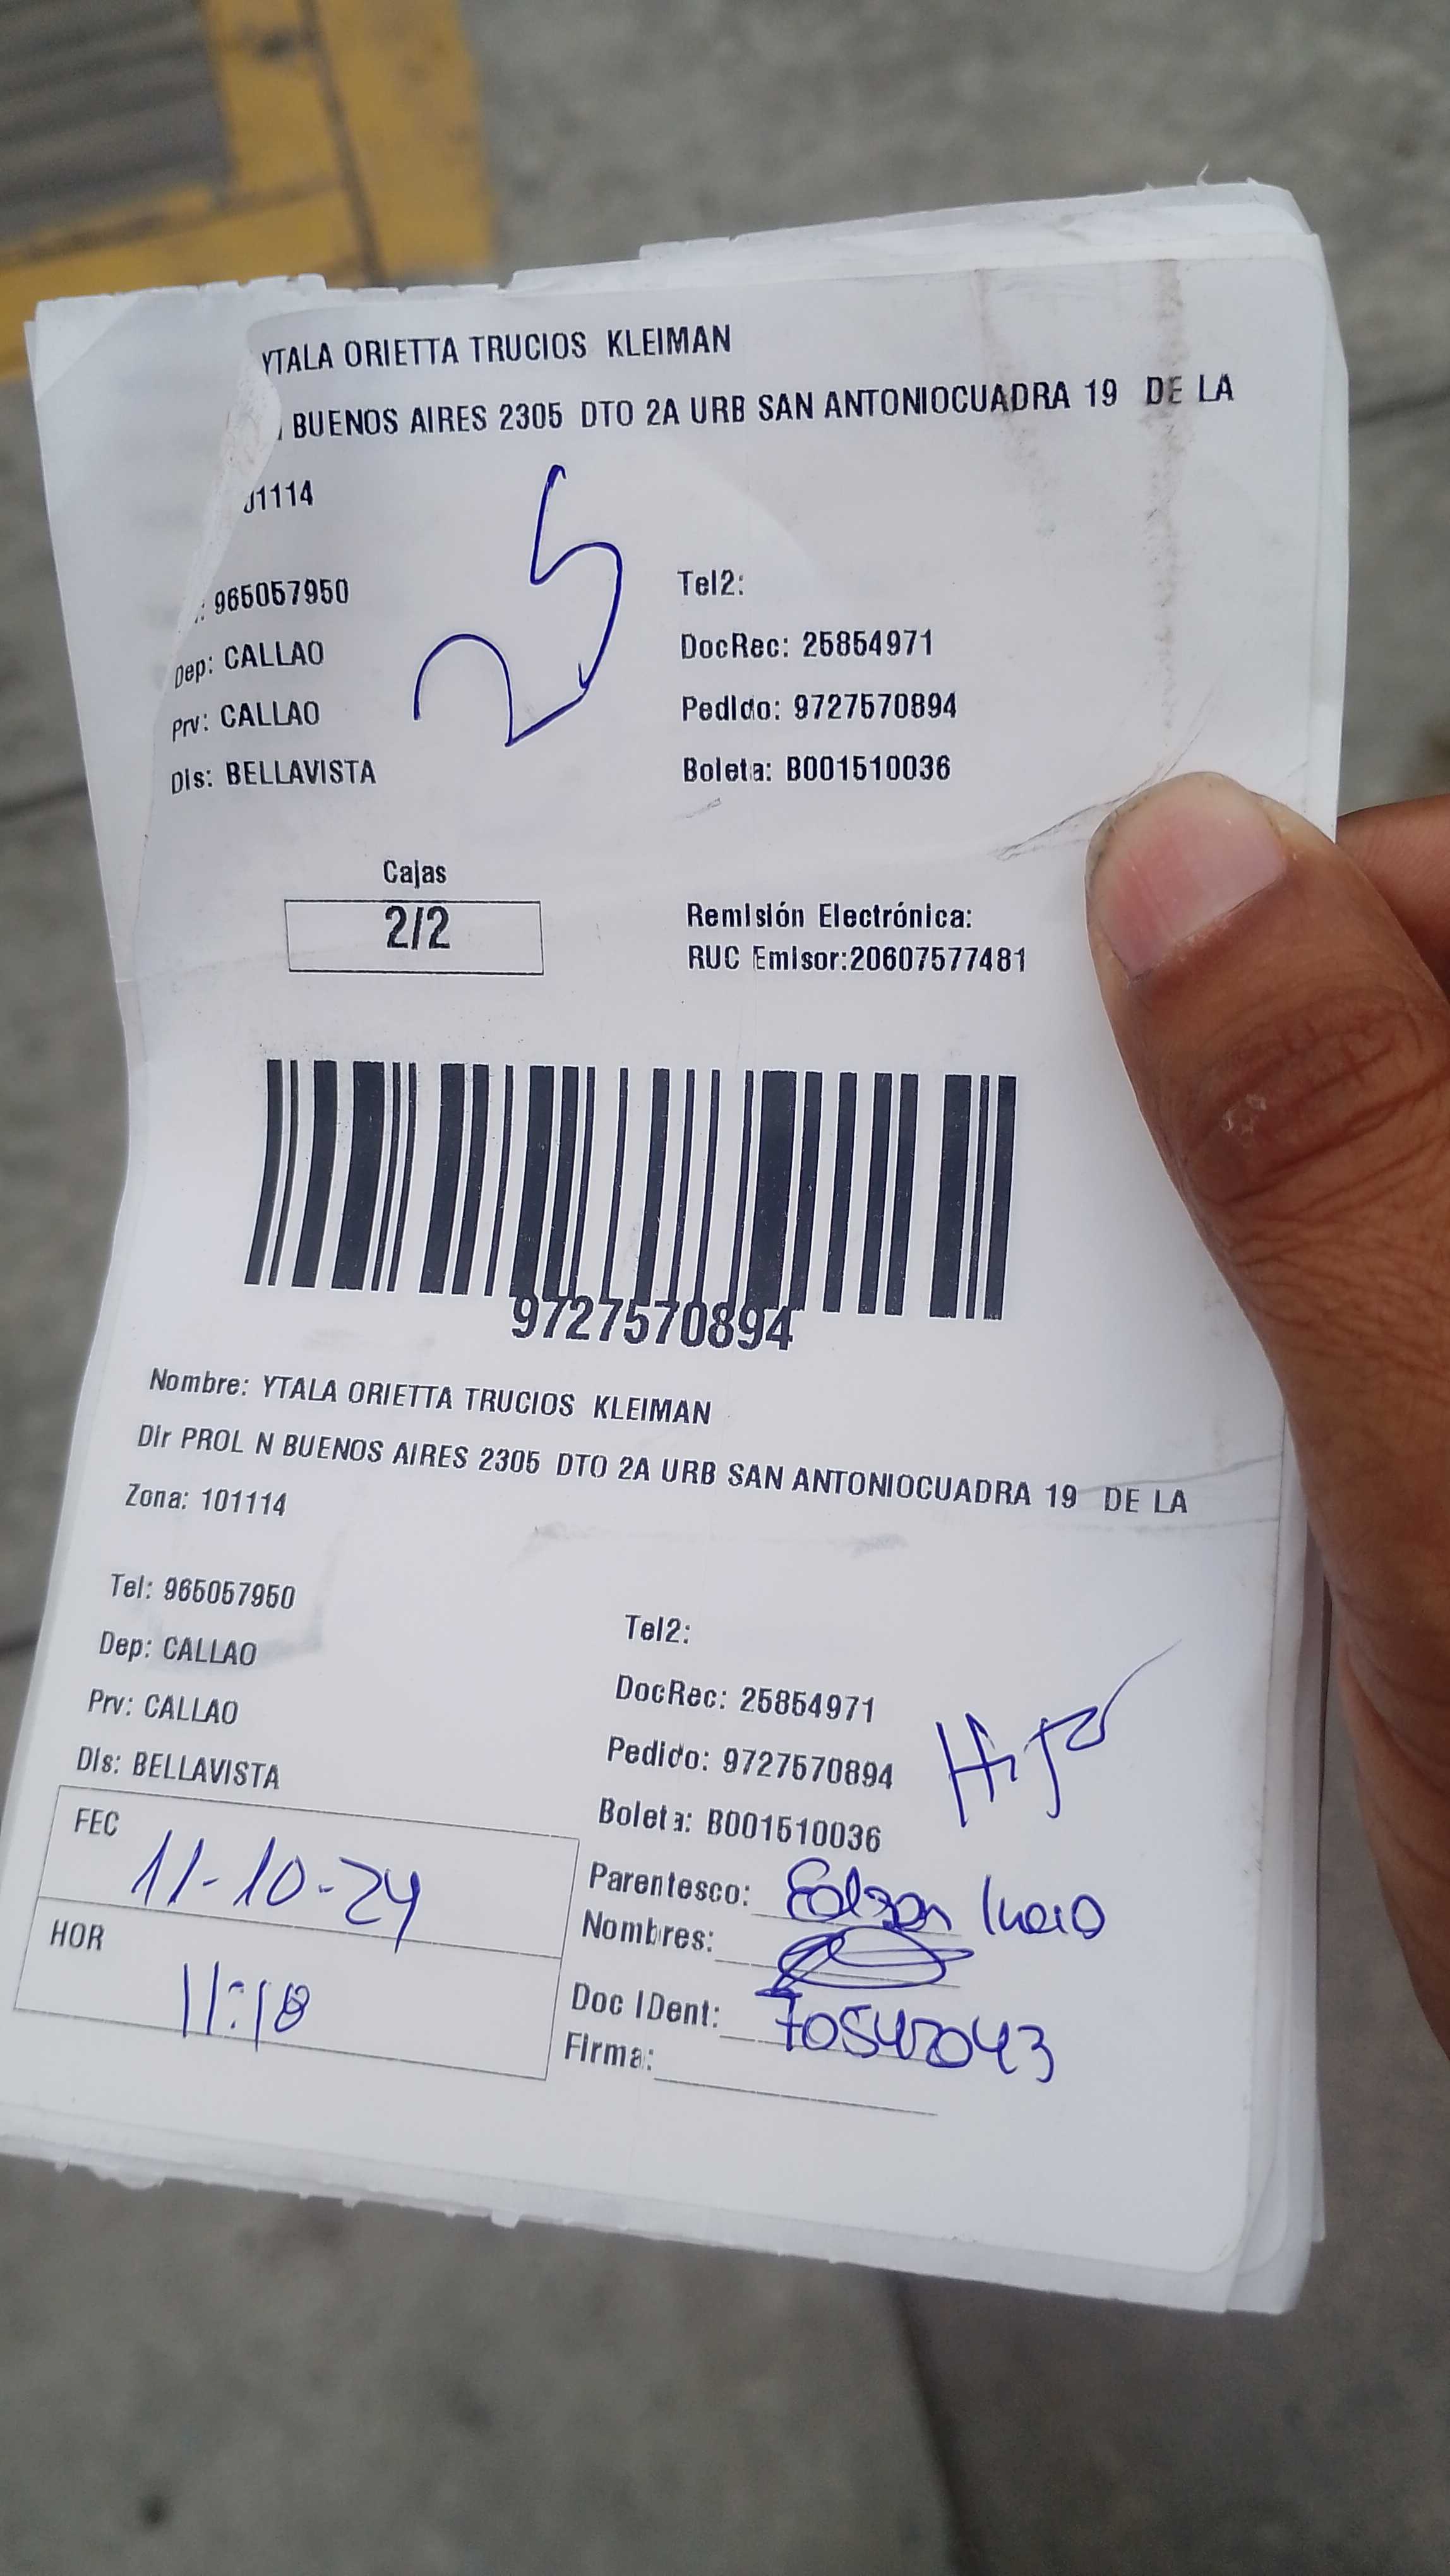 YTALA ORIETTA TRUCIOS KLEIMAN
BUENOS AIRES 2305 DTO 2A URB SAN ANTONIOCUADRA 19 DE LA
01114
25
: 965057950
Tel2:
Dep: CALLAO
DocRec: 25854971
Prv: CALLAO
Pedido: 9727570894
Dis: BELLAVISTA
Boleta: B001510036
Cajas
2/2
Remisión Electrónica:
RUC Emisor:20607577481
9727570894
Nombre: YTALA ORIETTA TRUCIOS KLEIMAN
Dir PROL N BUENOS AIRES 2305 DTO 2A URB SAN ANTONIOCUADRA 19 DE LA
Zona: 101114
Tel: 965057950
Tel2:
Dep: CALLAO
DocRec: 25854971
Prv: CALLAO
Pedido: 9727570894
Hijo
Dis: BELLAVISTA
Boleta: B001510036
FEC 11-10-24
Parentesco:
Nombres:
HOR 11:18
Doc IDent:
Firma: